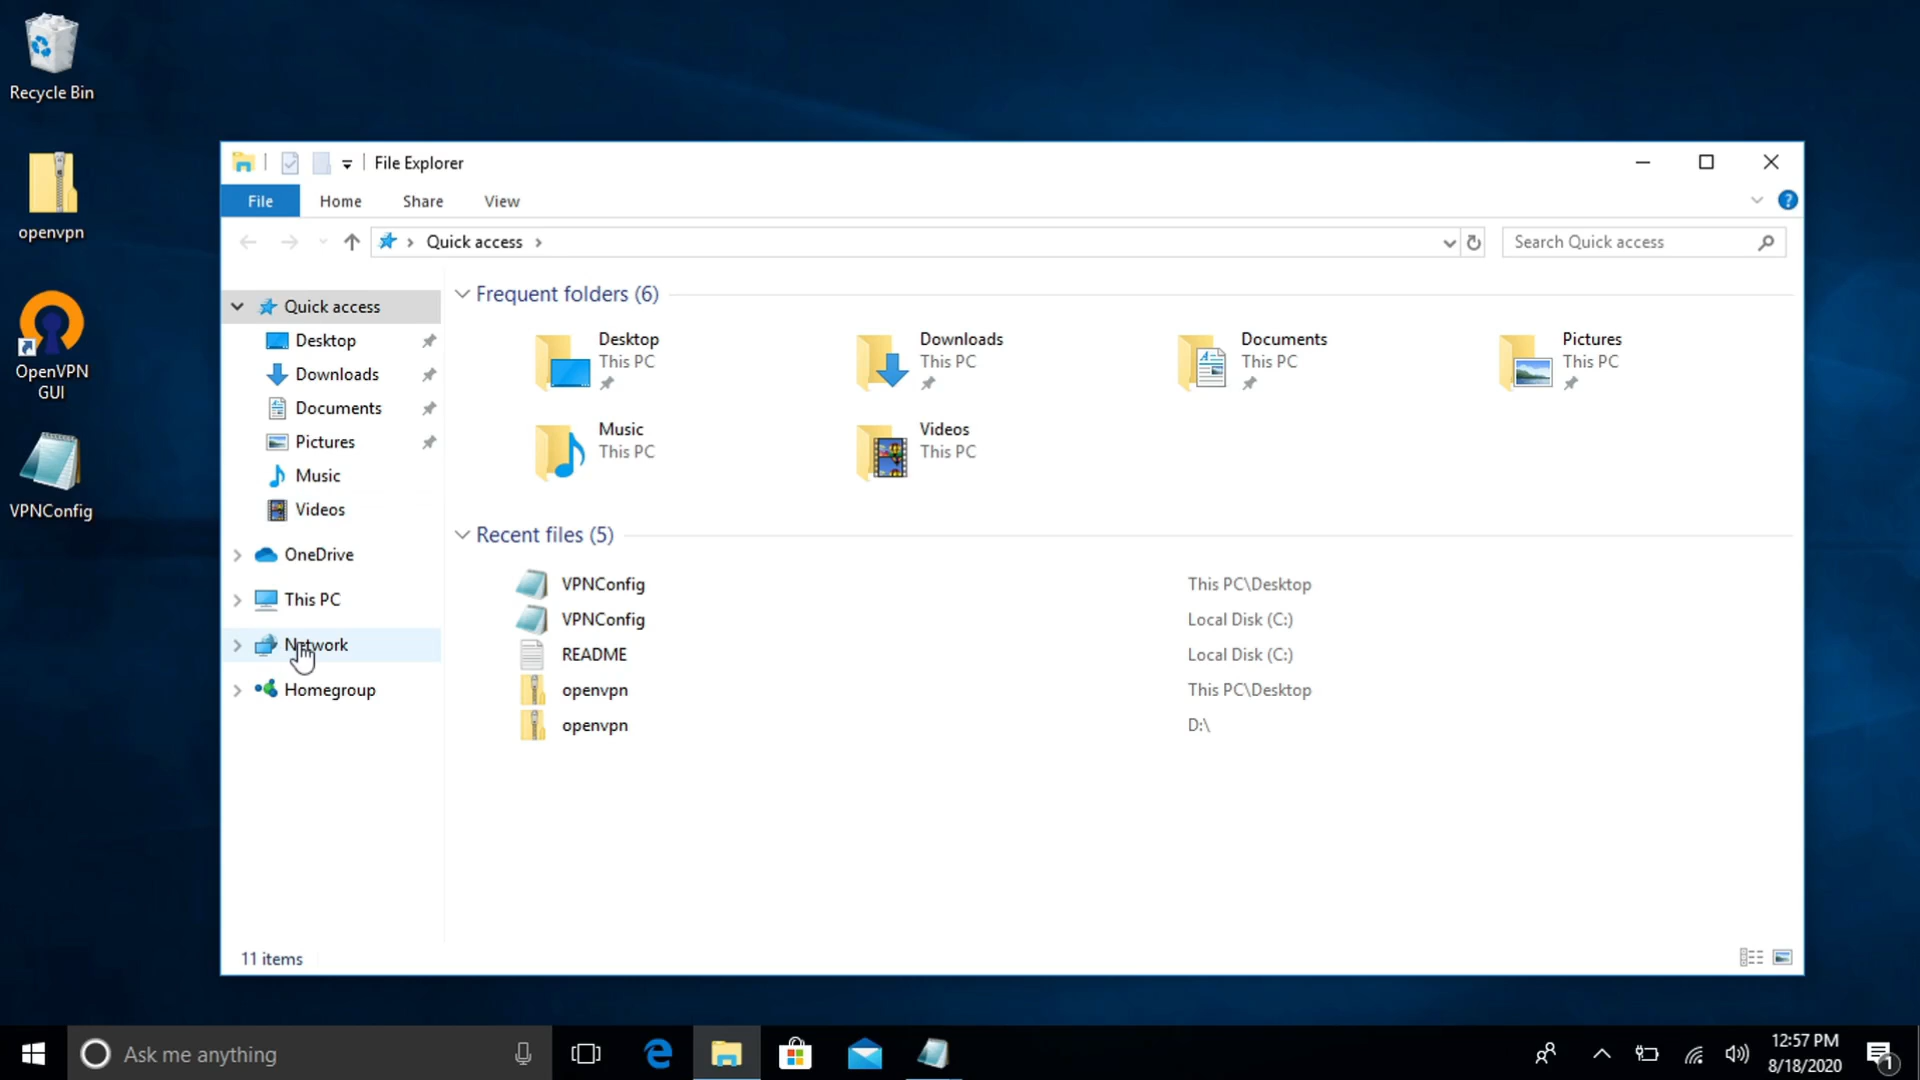 Recycle Bin
openvpn
OpenVPN
GUI
VPNConfig
File Explorer
File Home Share View
?
Quick access
Search Quick access
Quick access
Desktop
Downloads
Documents
Pictures
Music
Videos
OneDrive
This PC
Network
Homegroup
Frequent folders (6)
Desktop
This PC
Downloads
This PC
Documents
This PC
Pictures
This PC
Music
This PC
Videos
This PC
Recent files (5)
VPNConfig This PC\Desktop
VPNConfig Local Disk (C:)
README Local Disk (C:)
openvpn This PC\Desktop
openvpn D:\
11 items
Ask me anything
12:57 PM
8/18/2020
1